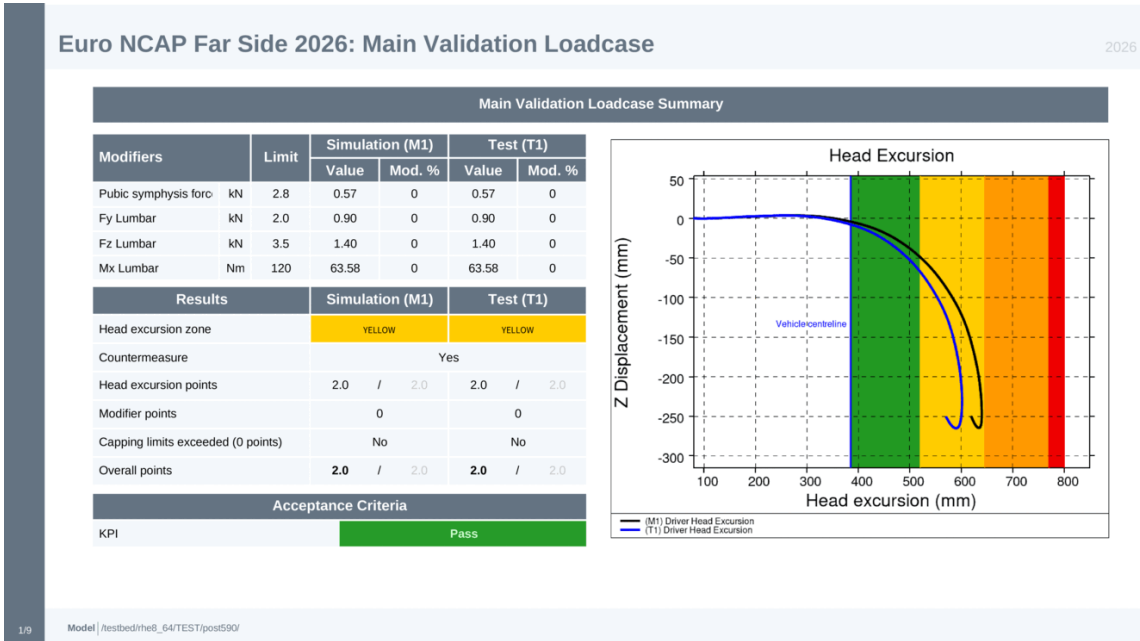 Euro NCAP Far Side 2026: Main Validation Loadcase
2026
Main Validation Loadcase Summary
Modifiers Limit Simulation (M1) Test (T1)
Value Mod. % Value Mod. %
Pubic symphysis forc kN 2.8 0.57 0 0.57 0
Fy Lumbar kN 2.0 0.90 0 0.90 0
Fz Lumbar kN 3.5 1.40 0 1.40 0
Mx Lumbar Nm 120 63.58 0 63.58 0
Results Simulation (M1) Test (T1)
Head excursion zone YELLOW YELLOW
Countermeasure Yes
Head excursion points 2.0 / 2.0 2.0 / 2.0
Modifier points 0 0
Capping limits exceeded (0 points) No No
Overall points 2.0 / 2.0 2.0 / 2.0
Acceptance Criteria
KPI Pass
Head Excursion
Z Displacement (mm)
50
0
-50
-100
-150
-200
-250
-300
Vehicle centreline
100 200 300 400 500 600 700 800
Head excursion (mm)
(M1) Driver Head Excursion
(T1) Driver Head Excursion
1/9
Model /testbed/rhe8_64/TEST/post590/